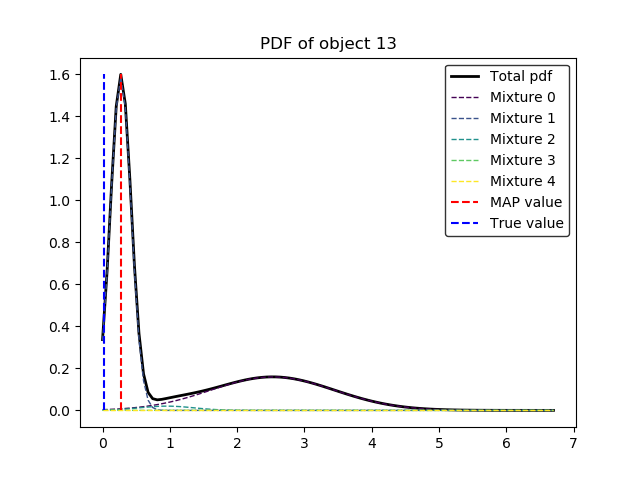 PDF of object 13
1.6
1.4
1.2
1.0
0.8
0.6
0.4
0.2
0.0
Total pdf
Mixture 0
Mixture 1
Mixture 2
Mixture 3
Mixture 4
MAP value
True value
0 1 2 3 4 5 6 7